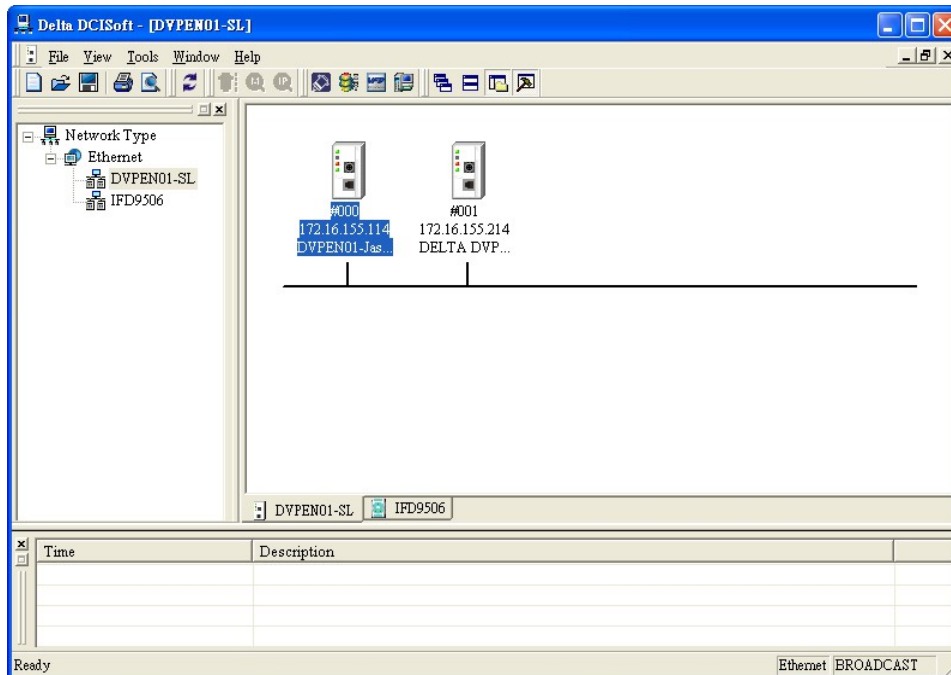 Delta DCISoft - [DVPEN01-SL]
File View Tools Window Help
Network Type
Ethernet
DVPEN01-SL
IFD9506
#000
172.16.155.114
DVPEN01-Jas...
#001
172.16.155.214
DELTA DVP...
DVPEN01-SL
IFD9506
Time Description
Ready
Ethernet BROADCAST